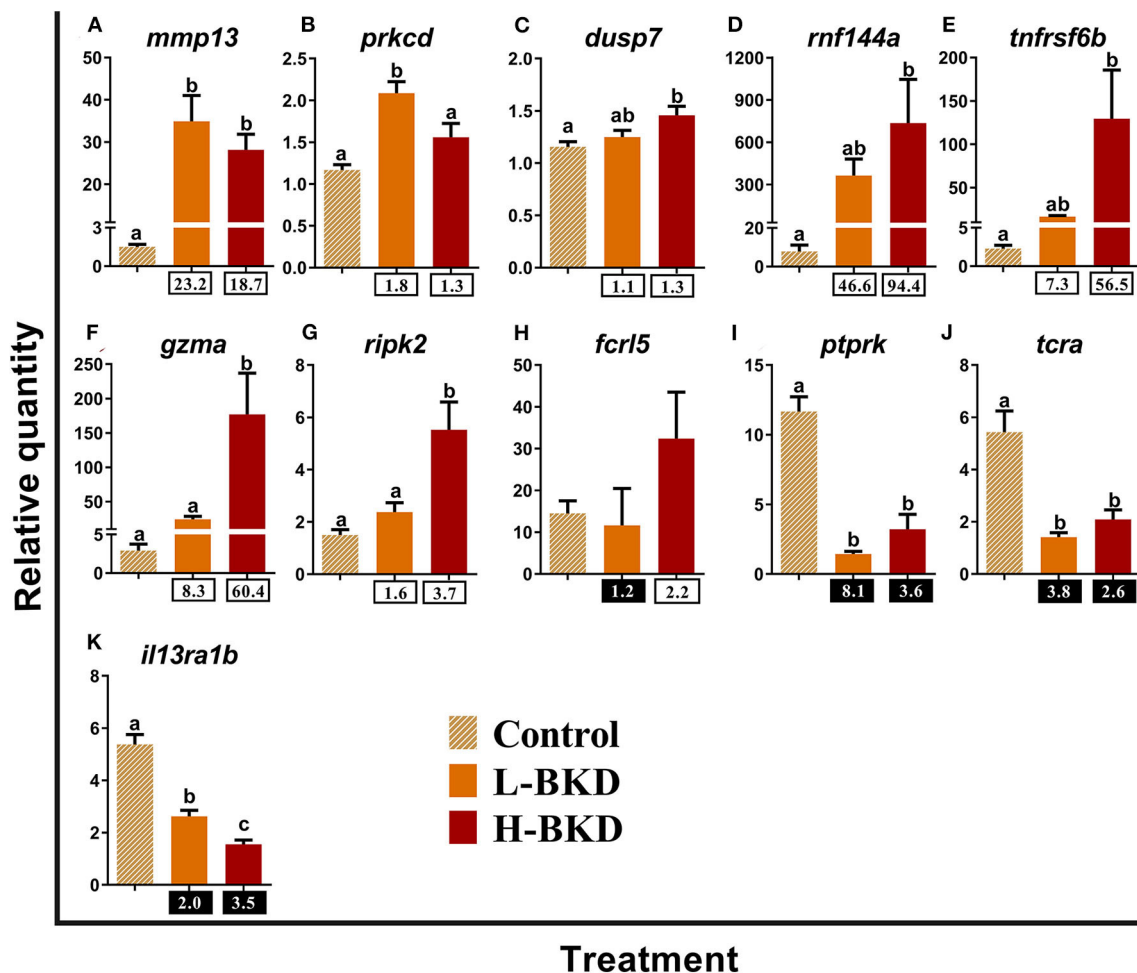 A mmp13
50
40
30
20
3
0
a b b
23.2 18.7
B prkcd
2.5
2.0
1.5
1.0
0.5
0.0
a b a
1.8 1.3
C dusp7
2.0
1.5
1.0
0.5
0.0
a ab b
1.1 1.3
D rnf144a
1200
900
600
300
20
0
a ab b
46.6 94.4
E tnfrsf6b
200
150
100
50
5
0
a ab b
7.3 56.5
F gzma
250
200
150
100
50
5
0
a a b
8.3 60.4
G ripk2
8
6
4
2
0
a a b
1.6 3.7
H fcrl5
50
40
30
20
10
0
1.2 2.2
I ptprk
15
10
5
0
a b b
8.1 3.6
J tcra
8
6
4
2
0
a b b
3.8 2.6
K il13ra1b
8
6
4
2
0
a b c
2.0 3.5
Control
L-BKD
H-BKD
Relative quantity
Treatment